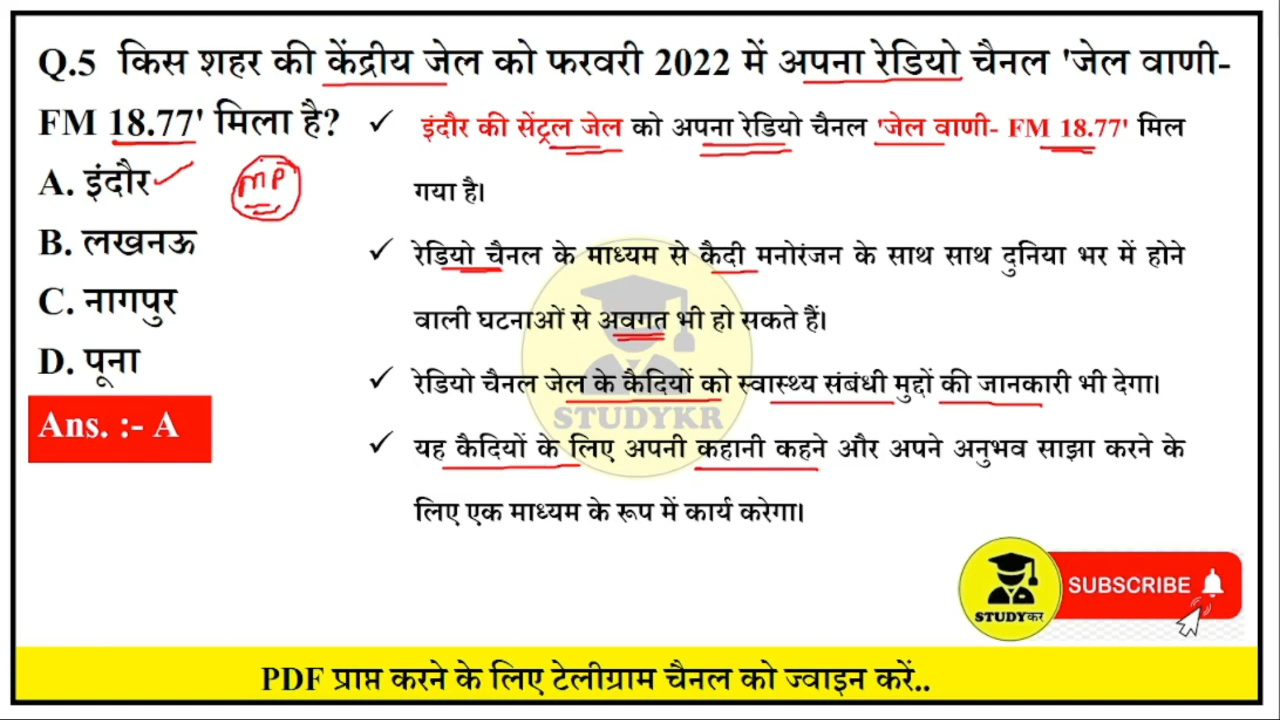 Q.5 किस शहर की केंद्रीय जेल को फरवरी 2022 में अपना रेडियो चैनल 'जेल वाणी-
FM 18.77' मिला है?
A. इंदौर
MP
B. लखनऊ
C. नागपुर
D. पूना
Ans. :- A
✓ इंदौर की सेंट्रल जेल को अपना रेडियो चैनल 'जेल वाणी- FM 18.77' मिल
गया है।
✓ रेडियो चैनल के माध्यम से कैदी मनोरंजन के साथ साथ दुनिया भर में होने
वाली घटनाओं से अवगत भी हो सकते हैं।
✓ रेडियो चैनल जेल के कैदियों को स्वास्थ्य संबंधी मुद्दों की जानकारी भी देगा।
✓ यह कैदियों के लिए अपनी कहानी कहने और अपने अनुभव साझा करने के
लिए एक माध्यम के रूप में कार्य करेगा।
STUDYKR
STUDYकर
SUBSCRIBE
PDF प्राप्त करने के लिए टेलीग्राम चैनल को ज्वाइन करें..